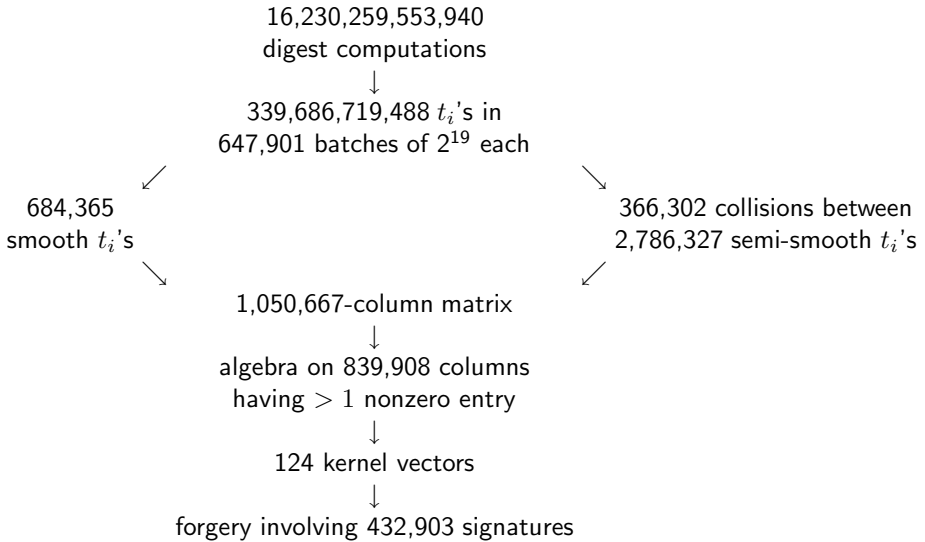 16,230,259,553,940
digest computations
↓
339,686,719,488 tᵢ's in
647,901 batches of 2¹⁹ each
↙ ↘
684,365
smooth tᵢ's
366,302 collisions between
2,786,327 semi-smooth tᵢ's
↘ ↙
1,050,667-column matrix
↓
algebra on 839,908 columns
having > 1 nonzero entry
↓
124 kernel vectors
↓
forgery involving 432,903 signatures